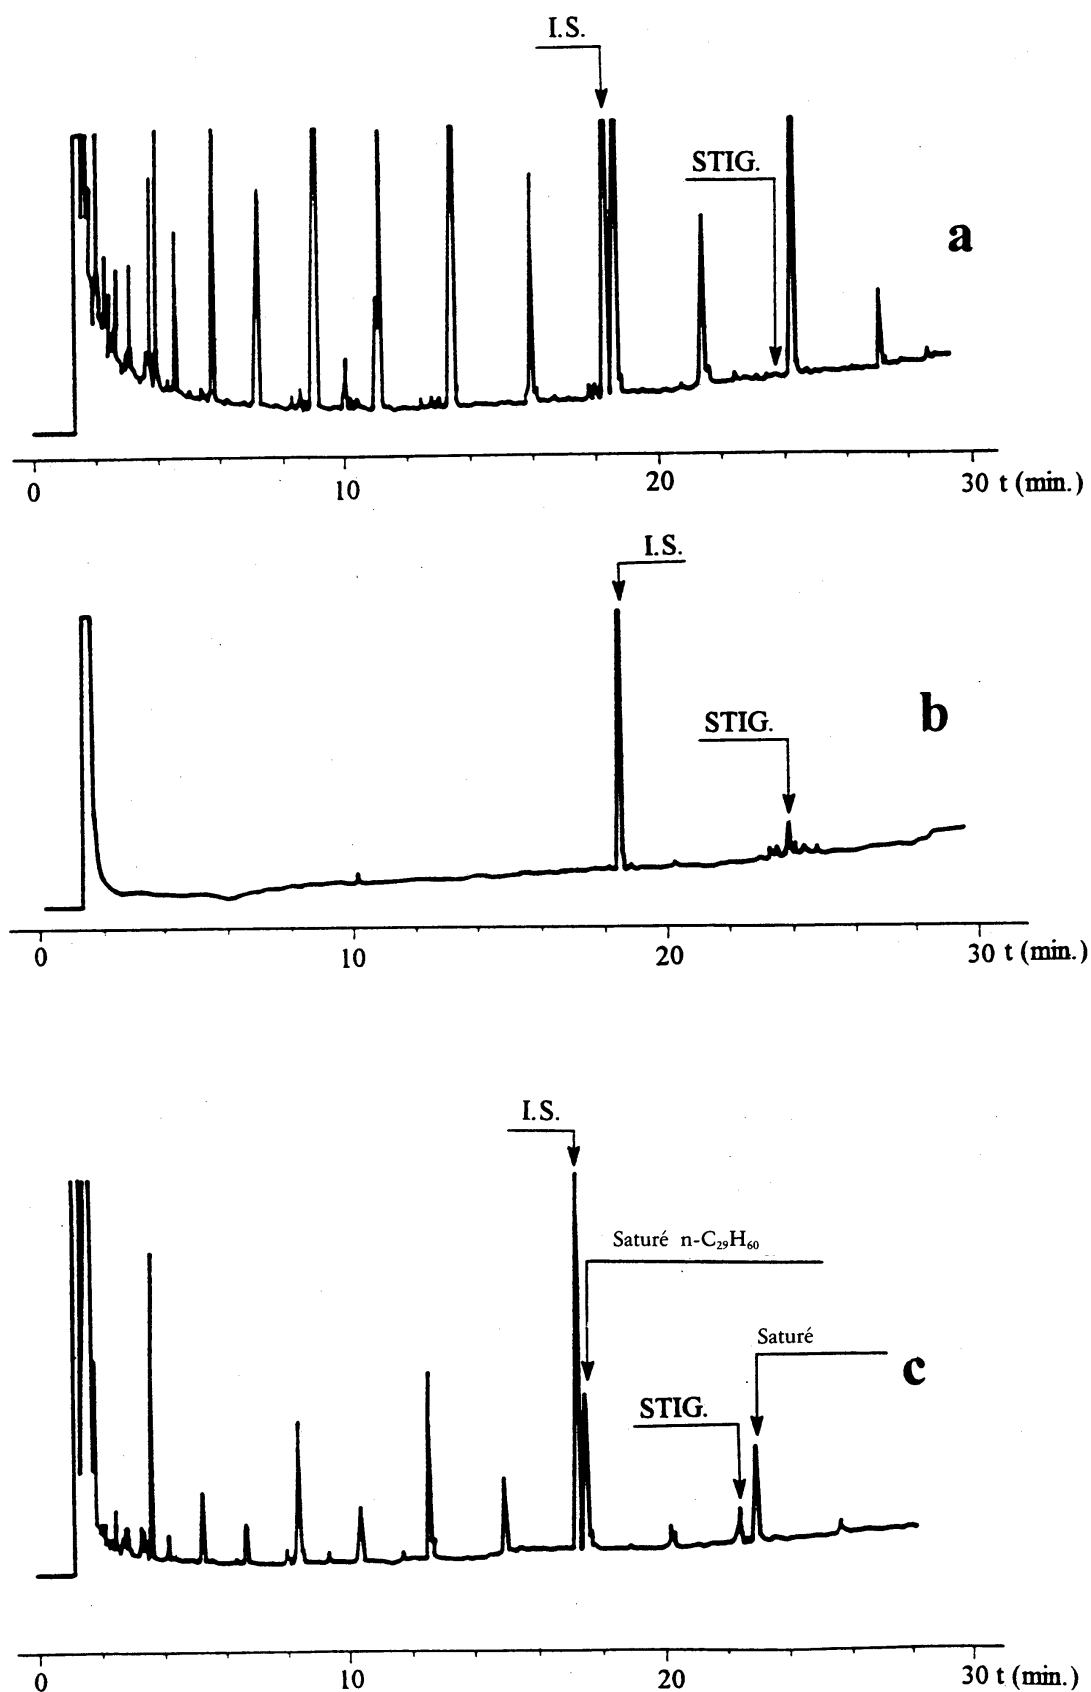 I.S.
STIG.
a
0 10 20 30 t (min.)
I.S.
STIG.
b
0 10 20 30 t (min.)
I.S.
Saturé n-C₂₉H₆₀
Saturé
c
STIG.
0 10 20 30 t (min.)